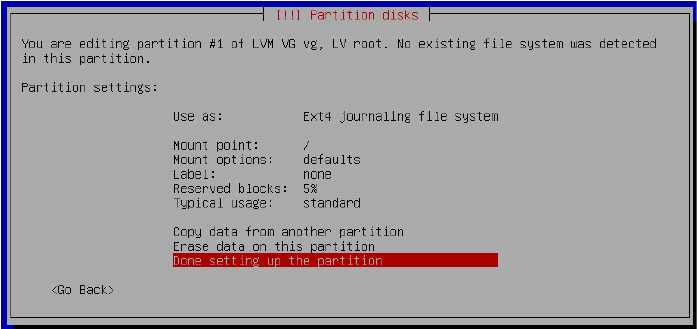 [!!] Partition disks
You are editing partition #1 of LVM VG vg, LV root. No existing file system was detected
in this partition.
Partition settings:
Use as: Ext4 journaling file system
Mount point: /
Mount options: defaults
Label: none
Reserved blocks: 5%
Typical usage: standard
Copy data from another partition
Erase data on this partition
Done setting up the partition
<Go Back>